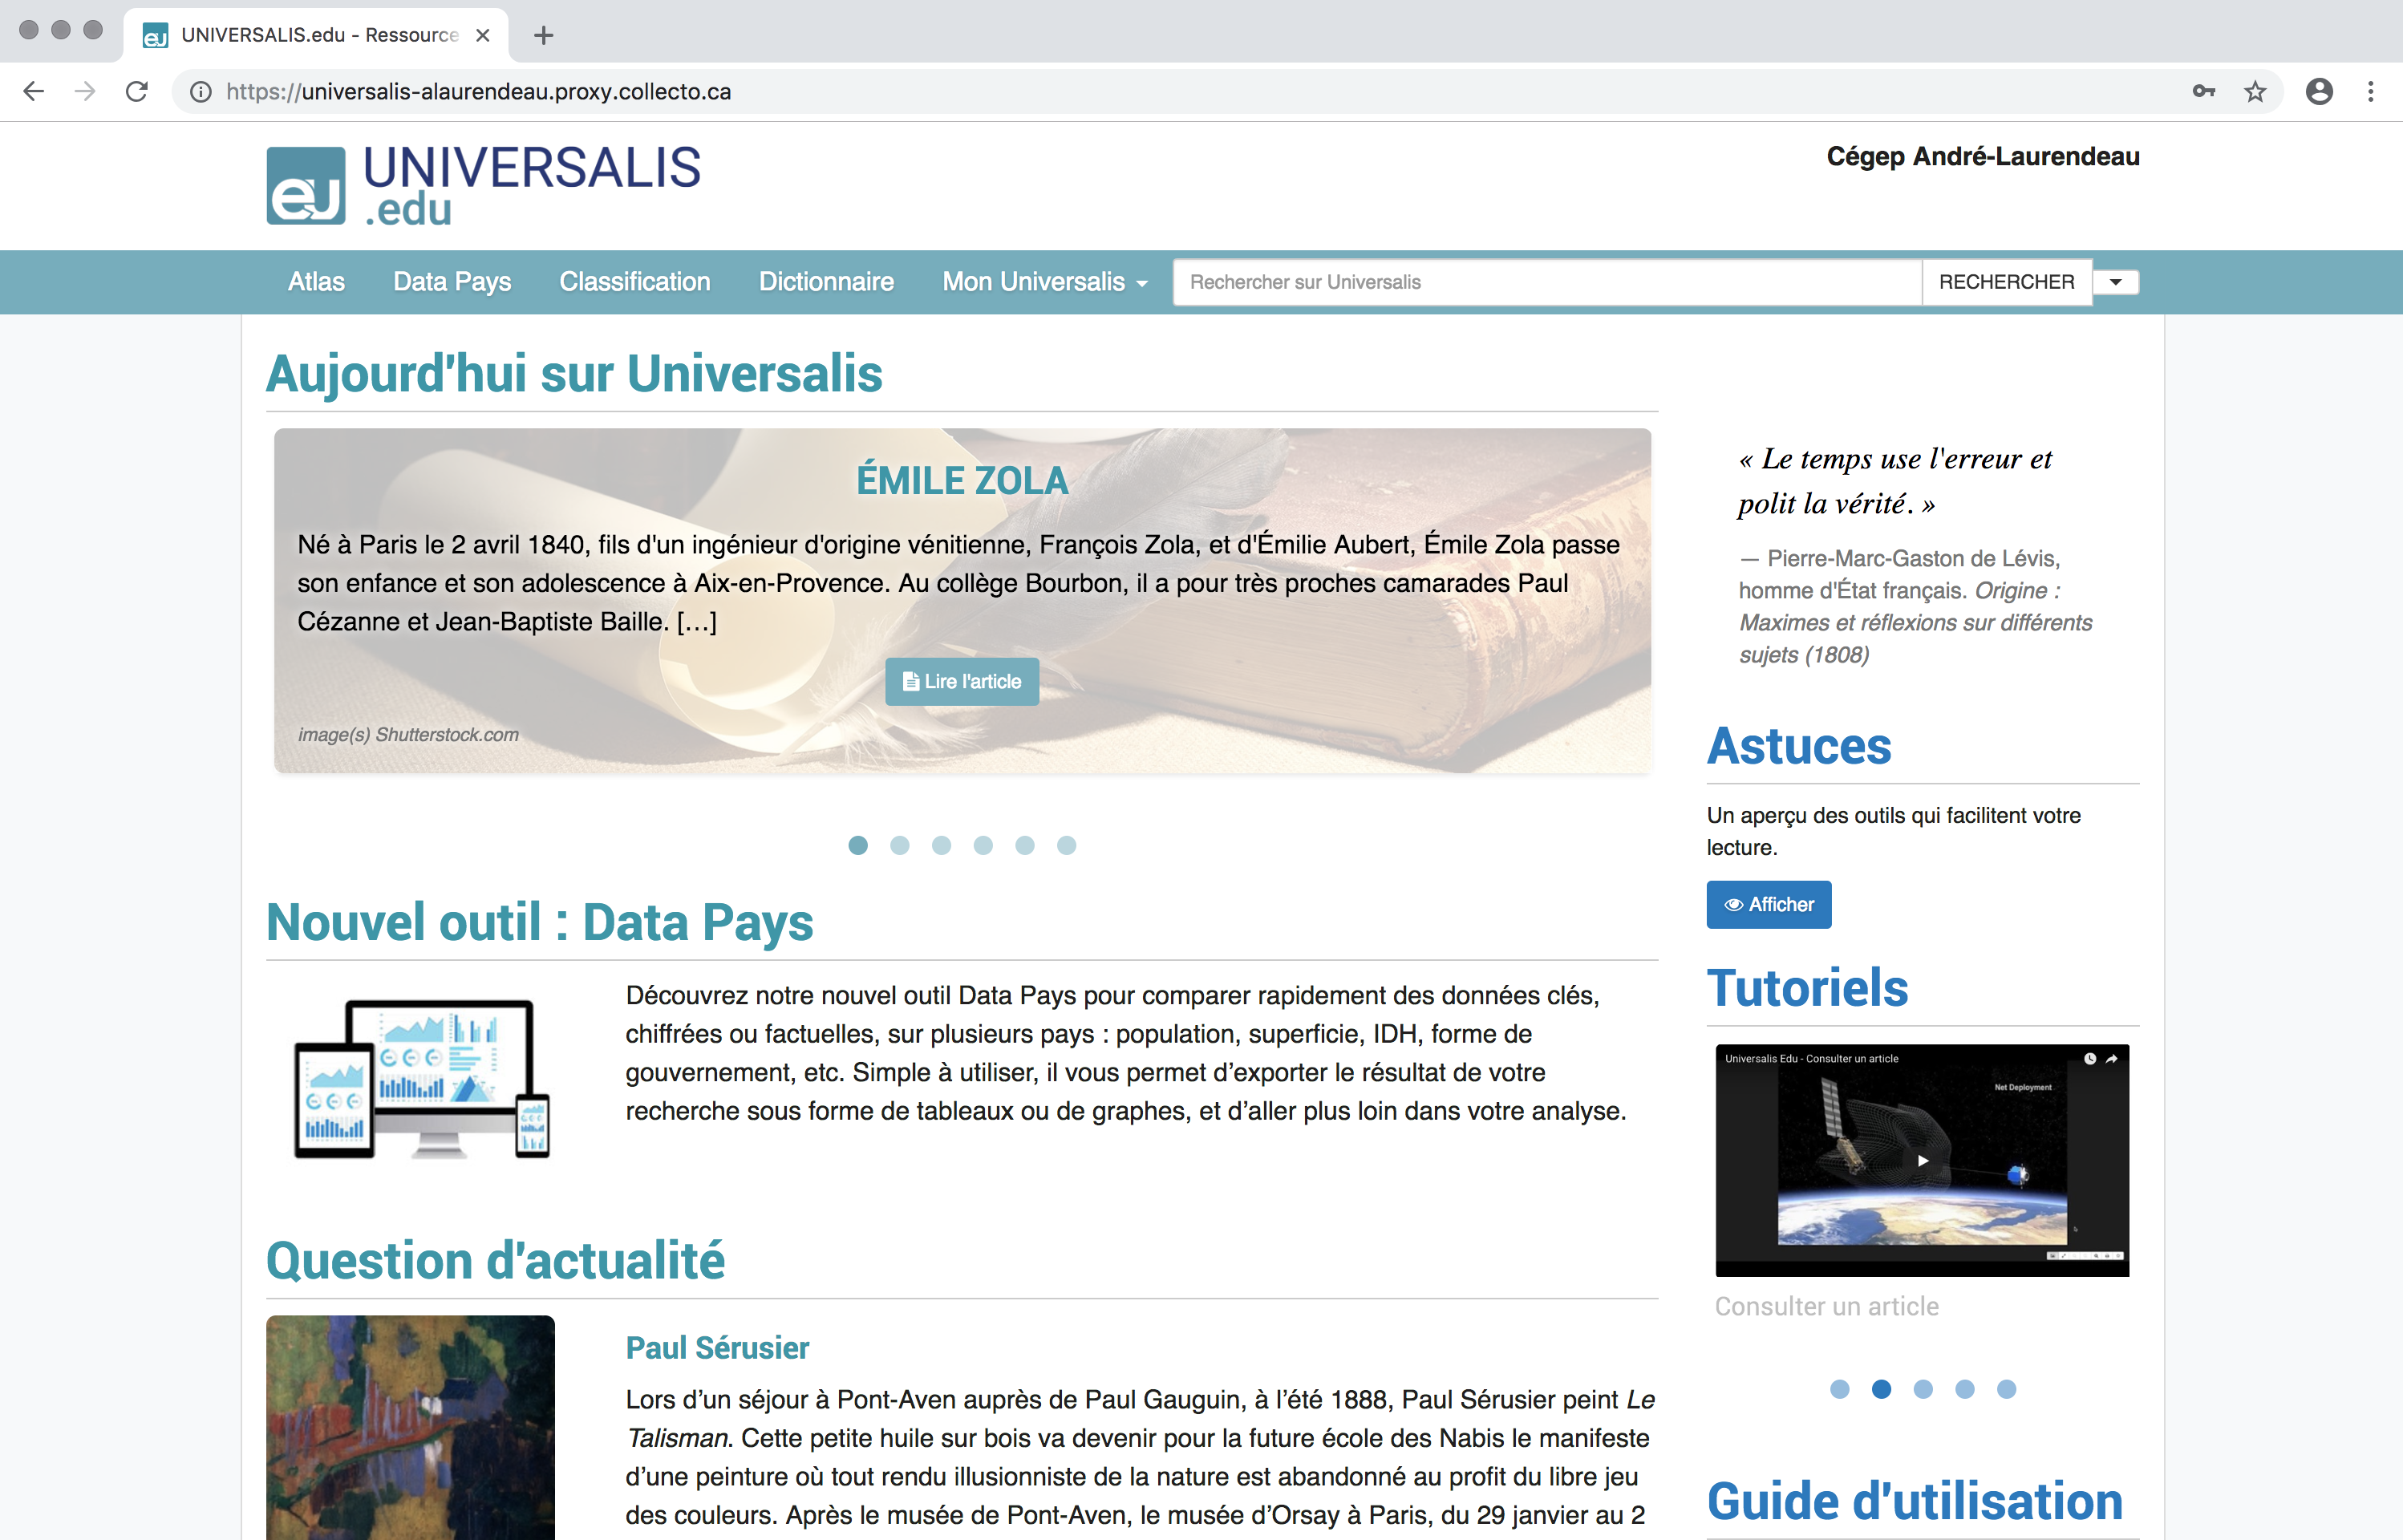 UNIVERSALIS.edu - Ressource
https://universalis-alaurendeau.proxy.collecto.ca
eu UNIVERSALIS
.edu
Cégep André-Laurendeau
Atlas Data Pays Classification Dictionnaire Mon Universalis Rechercher sur Universalis RECHERCHER
Aujourd'hui sur Universalis
ÉMILE ZOLA
Né à Paris le 2 avril 1840, fils d'un ingénieur d'origine vénitienne, François Zola, et d'Émilie Aubert, Émile Zola passe
son enfance et son adolescence à Aix-en-Provence. Au collège Bourbon, il a pour très proches camarades Paul
Cézanne et Jean-Baptiste Baille. [...]
Lire l'article
image(s) Shutterstock.com
Nouvel outil : Data Pays
Découvrez notre nouvel outil Data Pays pour comparer rapidement des données clés,
chiffrées ou factuelles, sur plusieurs pays : population, superficie, IDH, forme de
gouvernement, etc. Simple à utiliser, il vous permet d’exporter le résultat de votre
recherche sous forme de tableaux ou de graphes, et d’aller plus loin dans votre analyse.
Question d'actualité
Paul Sérusier
Lors d’un séjour à Pont-Aven auprès de Paul Gauguin, à l’été 1888, Paul Sérusier peint Le
Talisman. Cette petite huile sur bois va devenir pour la future école des Nabis le manifeste
d’une peinture où tout rendu illusionniste de la nature est abandonné au profit du libre jeu
des couleurs. Après le musée de Pont-Aven, le musée d’Orsay à Paris, du 29 janvier au 2
« Le temps use l'erreur et
polit la vérité. »
— Pierre-Marc-Gaston de Lévis,
homme d'État français. Origine :
Maximes et réflexions sur différents
sujets (1808)
Astuces
Un aperçu des outils qui facilitent votre
lecture.
Afficher
Tutoriels
Universalis Edu - Consulter un article
Net Deployment
Consulter un article
Guide d'utilisation